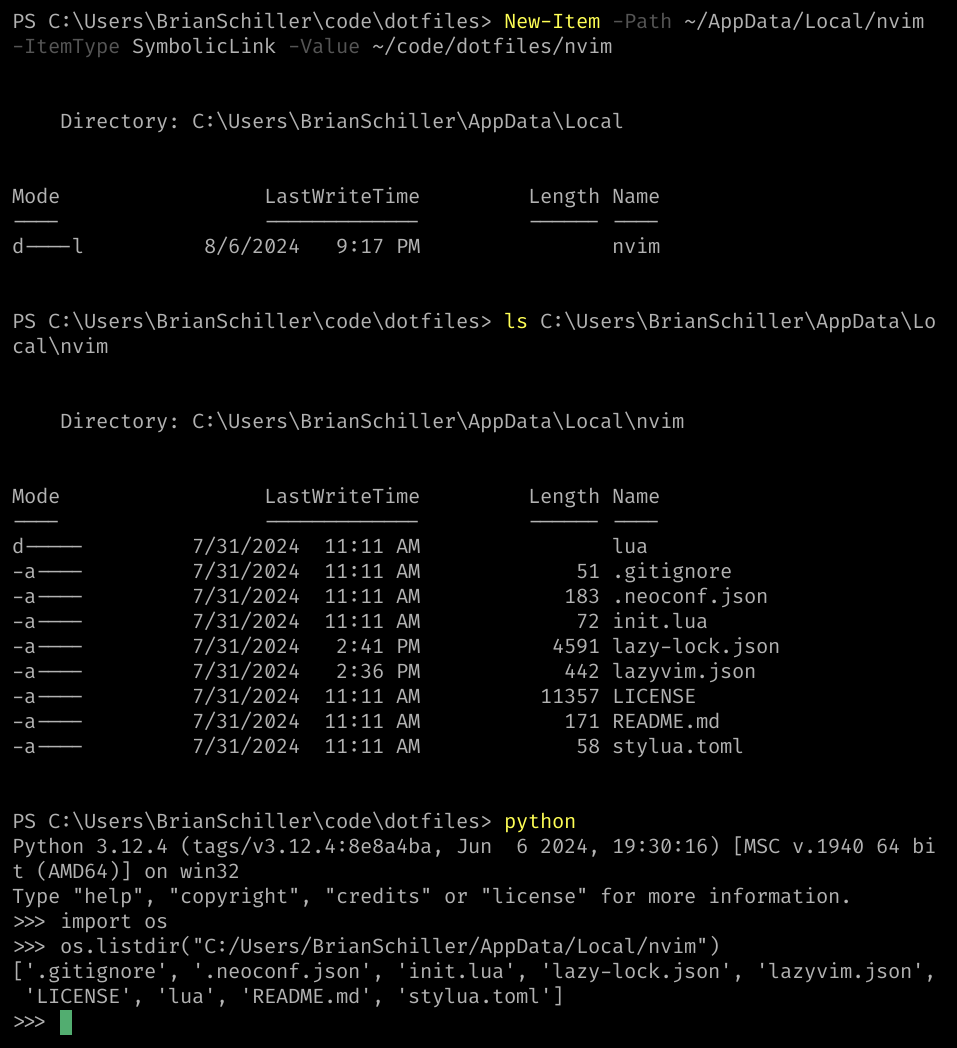 PS C:\Users\BrianSchiller\code\dotfiles> New-Item -Path ~/AppData/Local/nvim
-ItemType SymbolicLink -Value ~/code/dotfiles/nvim
    Directory: C:\Users\BrianSchiller\AppData\Local
Mode                 LastWriteTime         Length Name
----                 -------------         ------ ----
d----l          8/6/2024   9:17 PM                nvim
PS C:\Users\BrianSchiller\code\dotfiles> ls C:\Users\BrianSchiller\AppData\Lo
cal\nvim
    Directory: C:\Users\BrianSchiller\AppData\Local\nvim
Mode                 LastWriteTime         Length Name
----                 -------------         ------ ----
d-----         7/31/2024  11:11 AM                lua
-a----         7/31/2024  11:11 AM             51 .gitignore
-a----         7/31/2024  11:11 AM            183 .neoconf.json
-a----         7/31/2024  11:11 AM             72 init.lua
-a----         7/31/2024   2:41 PM           4591 lazy-lock.json
-a----         7/31/2024   2:36 PM            442 lazyvim.json
-a----         7/31/2024  11:11 AM          11357 LICENSE
-a----         7/31/2024  11:11 AM            171 README.md
-a----         7/31/2024  11:11 AM             58 stylua.toml
PS C:\Users\BrianSchiller\code\dotfiles> python
Python 3.12.4 (tags/v3.12.4:8e8a4ba, Jun  6 2024, 19:30:16) [MSC v.1940 64 bi
t (AMD64)] on win32
Type "help", "copyright", "credits" or "license" for more information.
>>> import os
>>> os.listdir("C:/Users/BrianSchiller/AppData/Local/nvim")
['.gitignore', '.neoconf.json', 'init.lua', 'lazy-lock.json', 'lazyvim.json',
 'LICENSE', 'lua', 'README.md', 'stylua.toml']
>>>